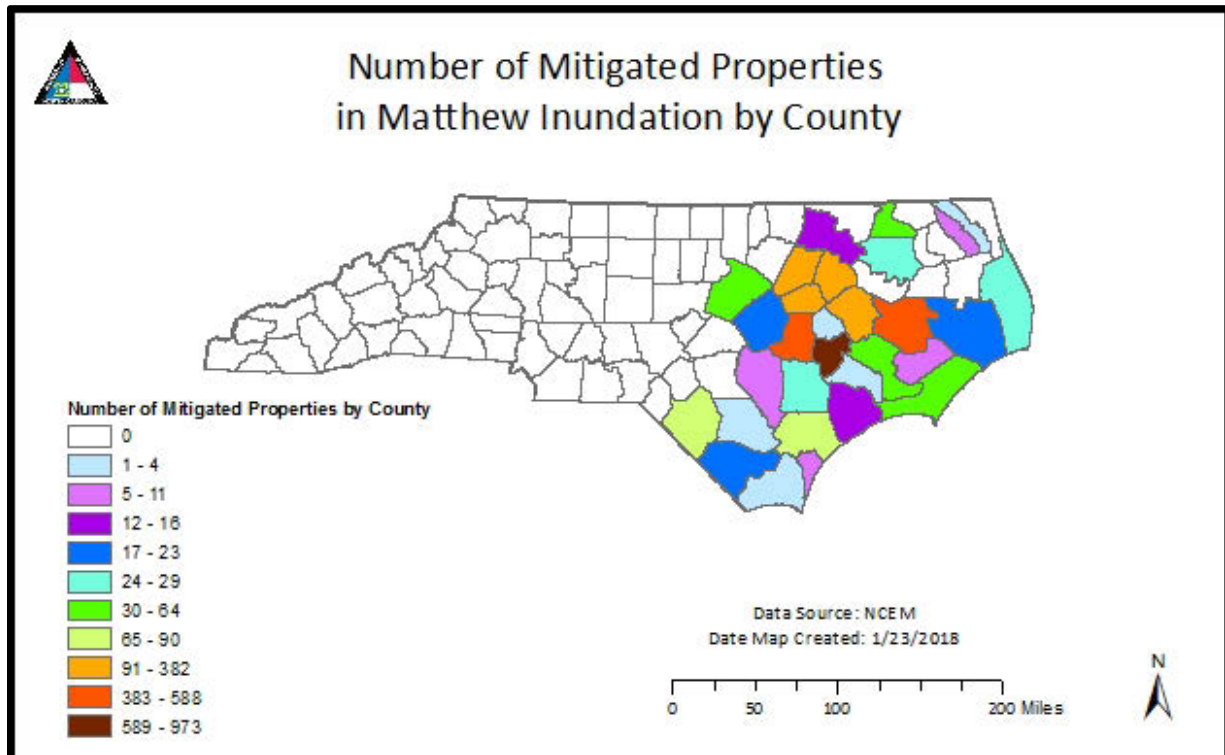 Number of Mitigated Properties
in Matthew Inundation by County
Number of Mitigated Properties by County
0
1 - 4
5 - 11
12 - 16
17 - 23
24 - 29
30 - 64
65 - 90
91 - 382
383 - 588
589 - 973
Data Source: NCEM
Date Map Created: 1/23/2018
0 50 100 200 Miles
N